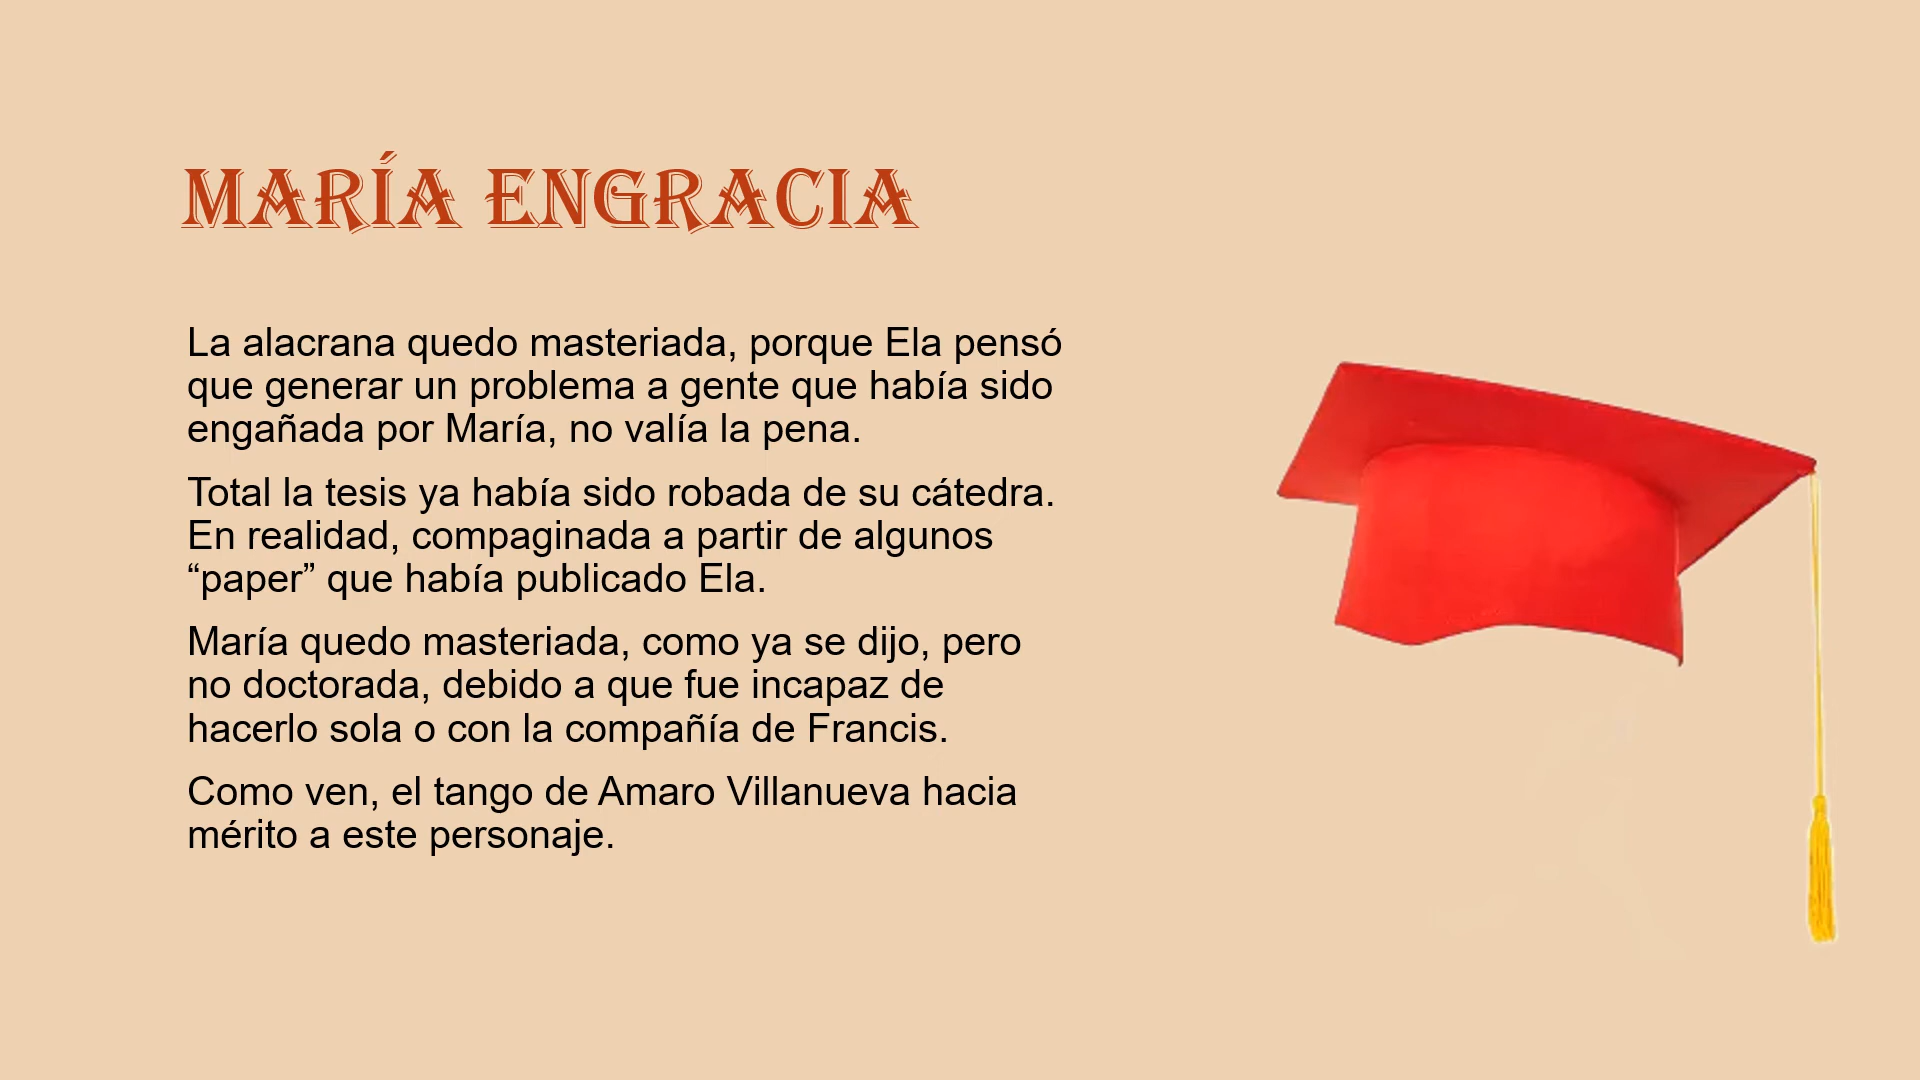 MARÍA ENGRACIA
La alacrana quedo masteriada, porque Ela pensó
que generar un problema a gente que había sido
engañada por María, no valía la pena.
Total la tesis ya había sido robada de su cátedra.
En realidad, compaginada a partir de algunos
“paper” que había publicado Ela.
María quedo masteriada, como ya se dijo, pero
no doctorada, debido a que fue incapaz de
hacerlo sola o con la compañía de Francis.
Como ven, el tango de Amaro Villanueva hacia
mérito a este personaje.